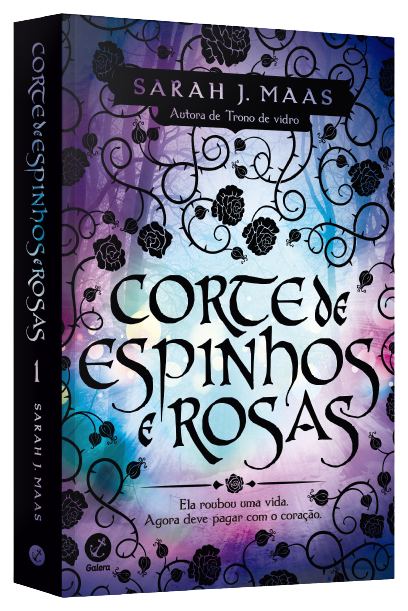 SARAH J. MAAS
Autora de Trono de vidro
CORTE de
ESPINHOS
e ROSAS
Ela roubou uma vida.
Agora deve pagar com o coração.
Galera
CORTE de ESPINHOS e ROSAS
1
SARAH J. MAAS